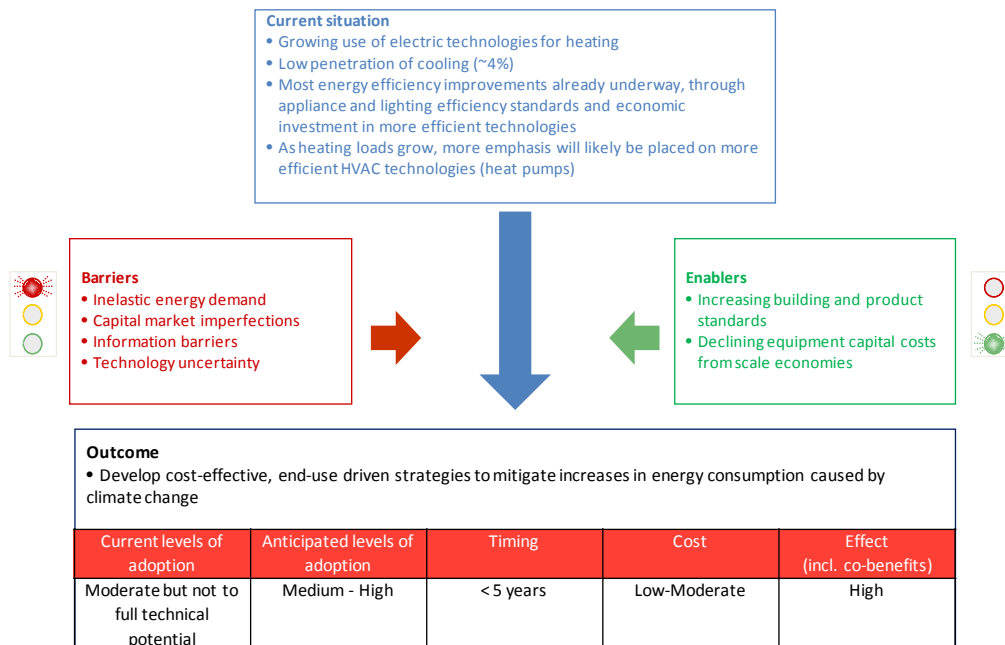 Current situation
• Growing use of electric technologies for heating
• Low penetration of cooling (~4%)
• Most energy efficiency improvements already underway, through
appliance and lighting efficiency standards and economic
investment in more efficient technologies
• As heating loads grow, more emphasis will likely be placed on more
efficient HVAC technologies (heat pumps)
Barriers
• Inelastic energy demand
• Capital market imperfections
• Information barriers
• Technology uncertainty
Enablers
• Increasing building and product
standards
• Declining equipment capital costs
from scale economies
Outcome
• Develop cost-effective, end-use driven strategies to mitigate increases in energy consumption caused by
climate change
Current levels of
adoption
Anticipated levels of
adoption
Timing
Cost
Effect
(incl. co-benefits)
Moderate but not to
full technical
potential
Medium - High
< 5 years
Low-Moderate
High